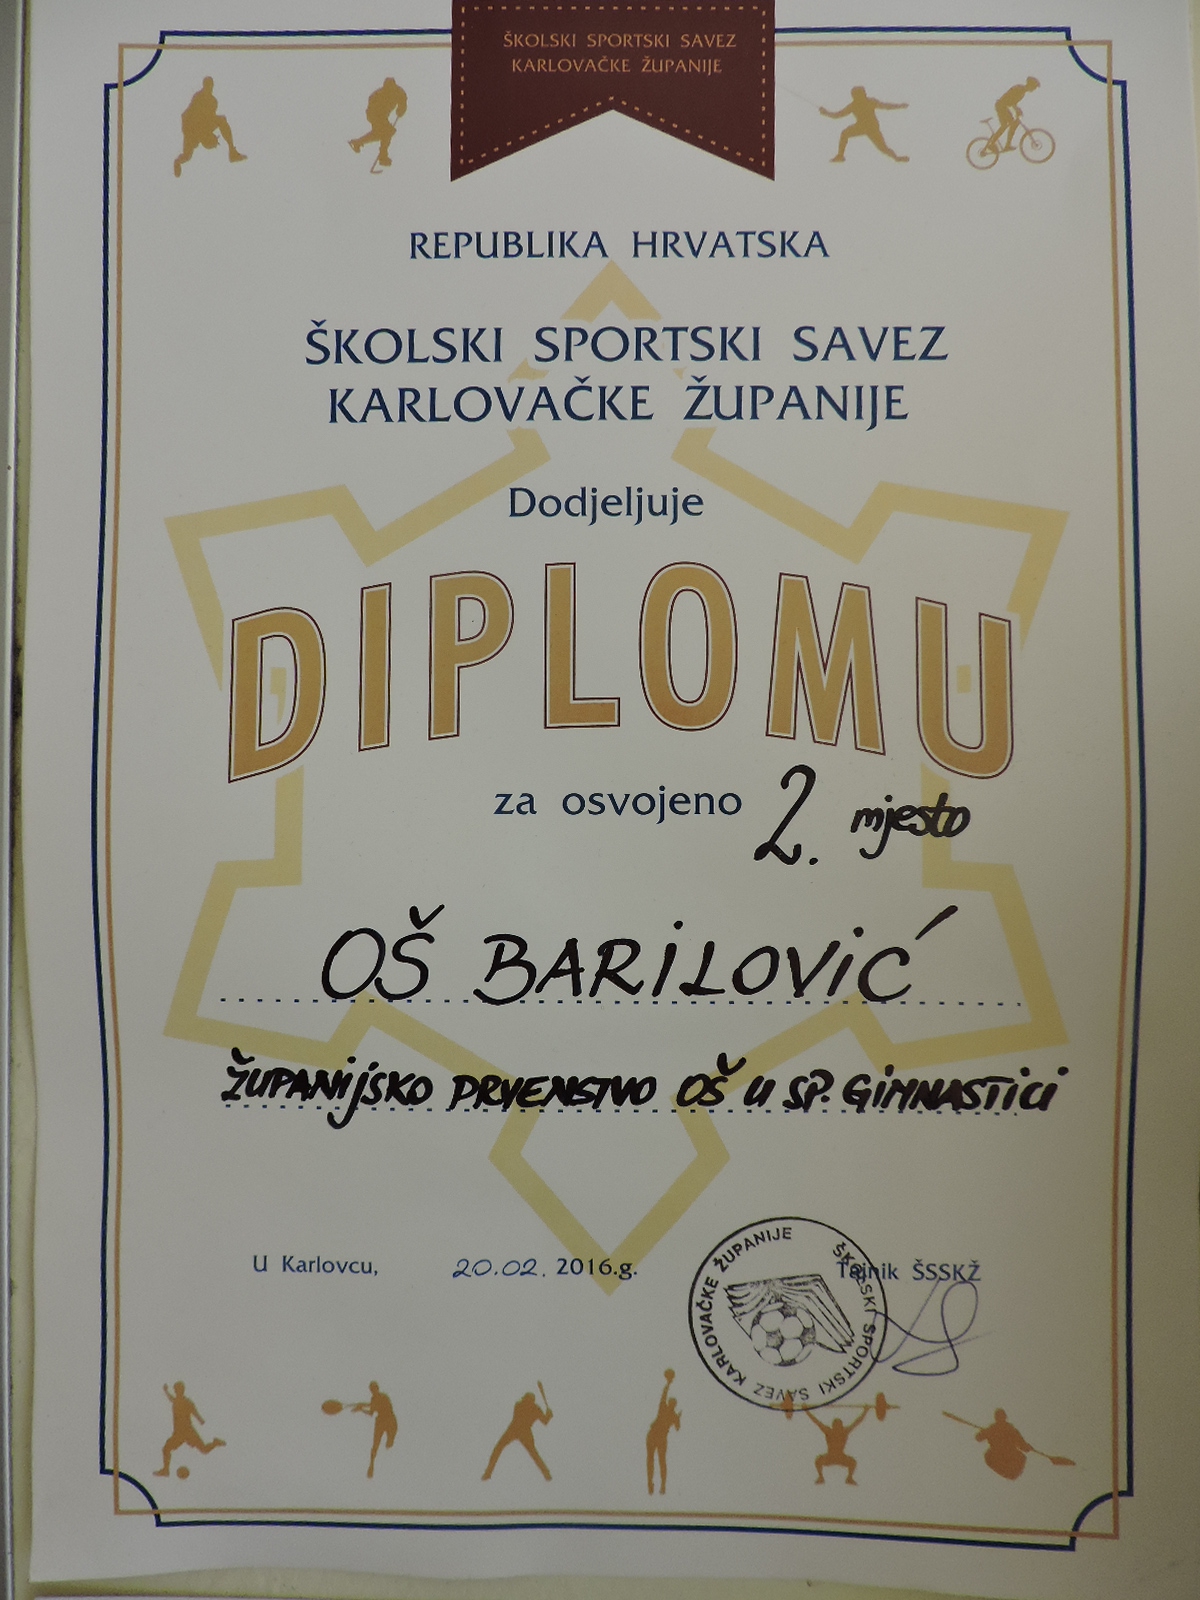 ŠKOLSKI SPORTSKI SAVEZ
KARLOVAČKE ŽUPANIJE
REPUBLIKA HRVATSKA
ŠKOLSKI SPORTSKI SAVEZ
KARLOVAČKE ŽUPANIJE
Dodjeljuje
DIPLOMU
za osvojeno 2. mjesto
OŠ BARILOVIĆ
ŽUPANIJSKO PRVENSTVO OŠ U SP. GIMNASTICI
U Karlovcu, 20.02. 2016.g.
Tajnik ŠSSKŽ
ŠKOLSKI SPORTSKI SAVEZ KARLOVAČKE ŽUPANIJE